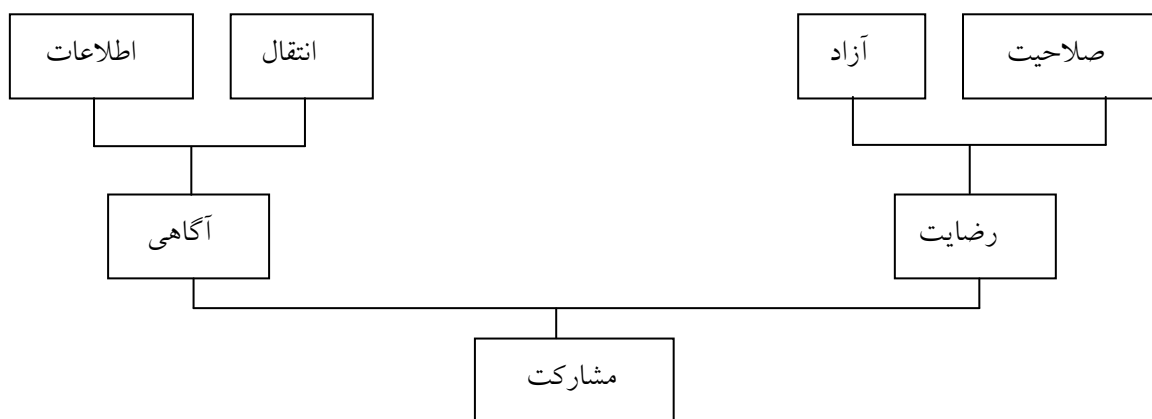 صلاحیت
آزاد
انتقال
اطلاعات
رضایت
آگاهی
مشارکت